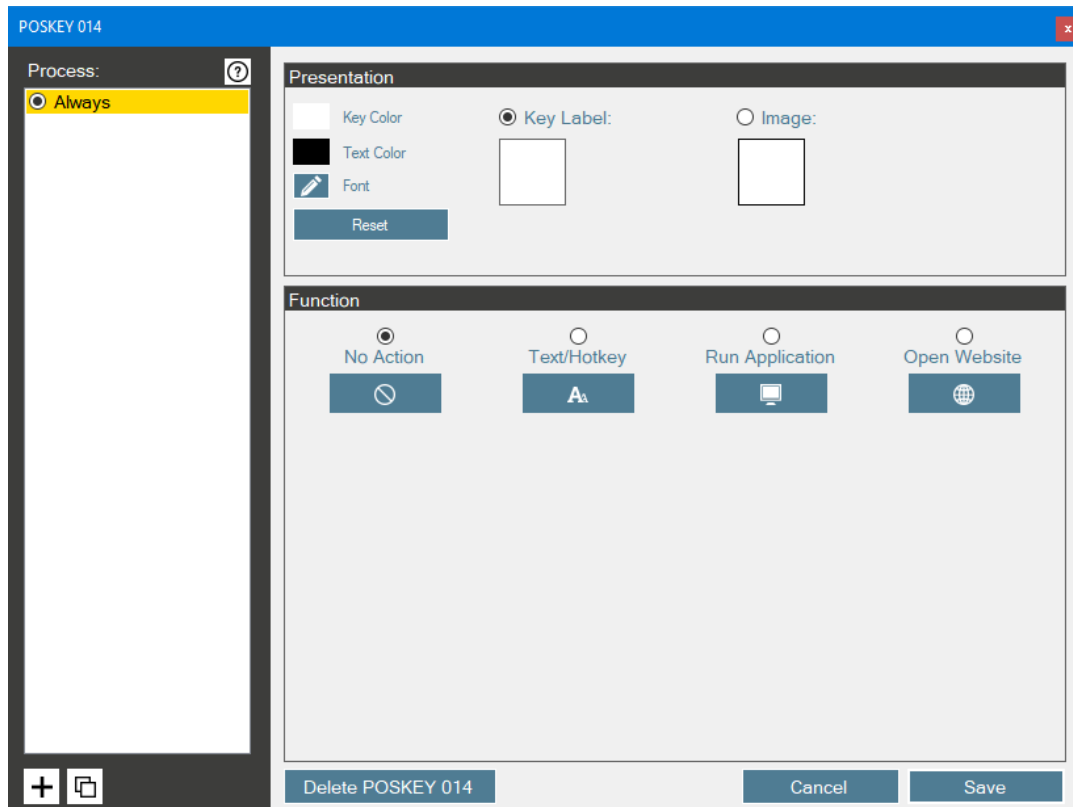 POSKEY 014
x
Process:
?
Always
Presentation
Key Color
Text Color
Font
Reset
Key Label:
Image:
Function
No Action
Text/Hotkey
Run Application
Open Website
AA
Delete POSKEY 014
Cancel
Save